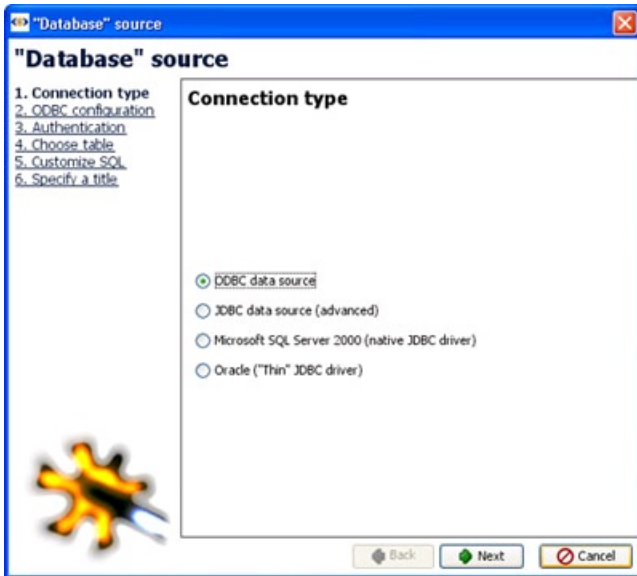 "Database" source
"Database" source
1. Connection type
2. ODBC configuration
3. Authentication
4. Choose table
5. Customize SQL
6. Specify a title
Connection type
ODBC data source
JDBC data source (advanced)
Microsoft SQL Server 2000 (native JDBC driver)
Oracle ("Thin" JDBC driver)
Back
Next
Cancel